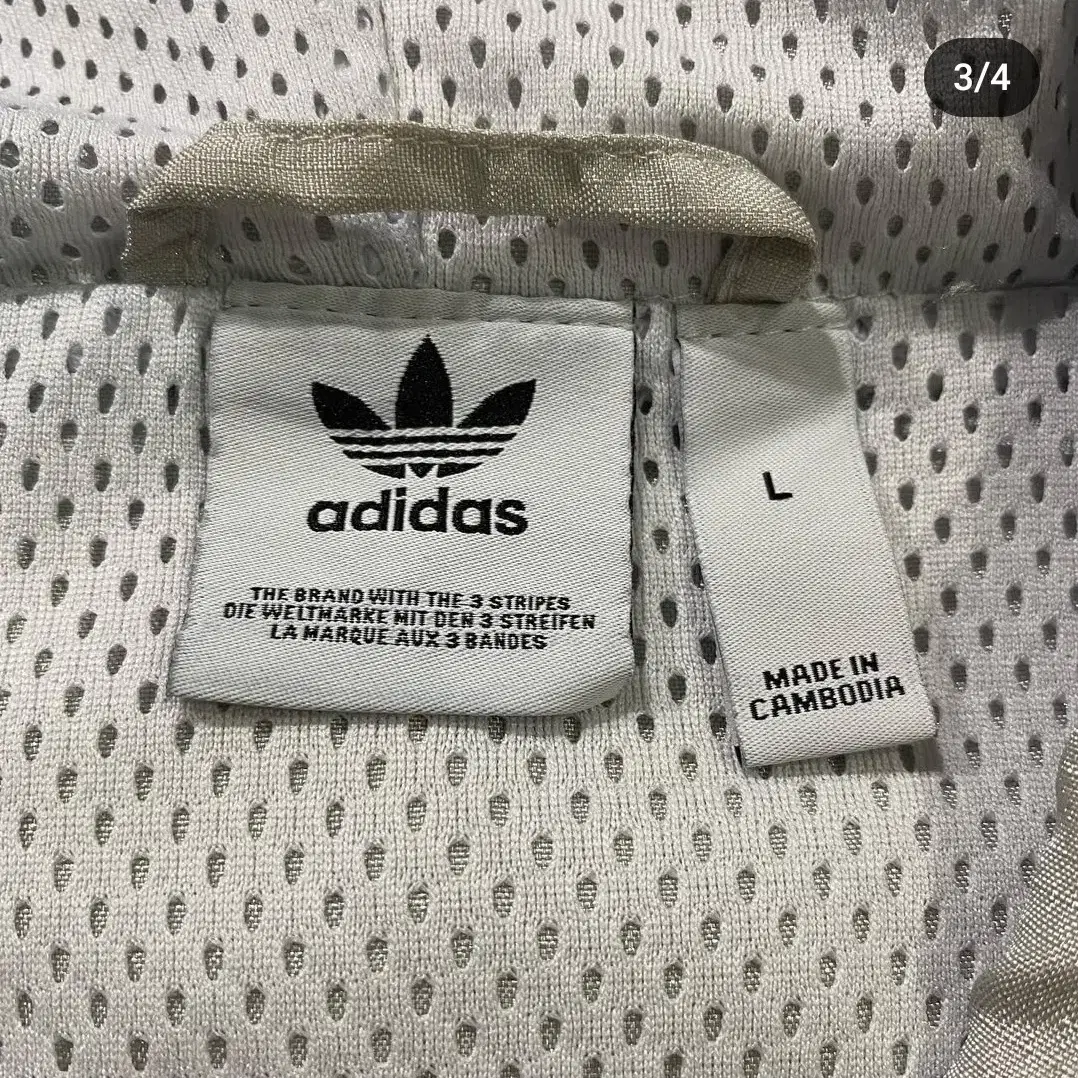 3/4
adidas
THE BRAND WITH THE 3 STRIPES
DIE WELTMARKE MIT DEN 3 STREIFEN
LA MARQUE AUX 3 BANDES
L
MADE IN
CAMBODIA